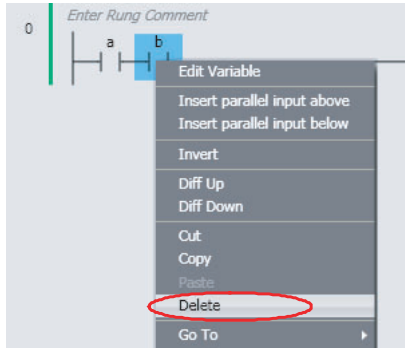 Enter Rung Comment
0
a b
Edit Variable
Insert parallel input above
Insert parallel input below
Invert
Diff Up
Diff Down
Cut
Copy
Paste
Delete
Go To